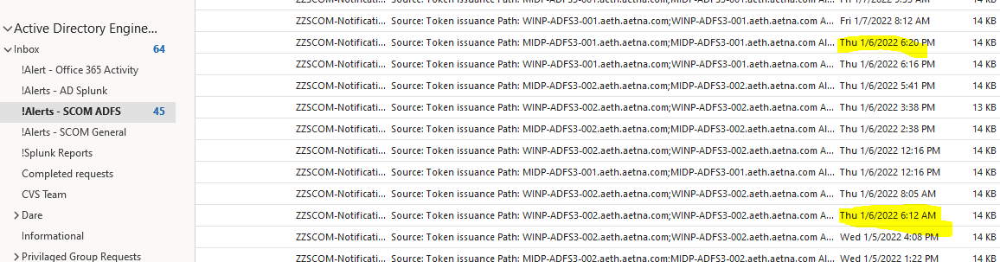 Active Directory Engine...
Inbox 64
!Alert - Office 365 Activity
!Alerts - AD Splunk
!Alerts - SCOM ADFS 45
!Alerts - SCOM General
!Splunk Reports
Completed requests
CVS Team
Dare
Informational
Privilaged Group Requests
ZZSCOM-Notificati... Source: Token issuance Path: WINP-ADFS3-001.aeth.aetna.com;WINP-ADFS3-001.aeth.aetna.com A... Fri 1/7/2022 8:12 AM 14 KB
ZZSCOM-Notificati... Source: Token issuance Path: MIDP-ADFS3-001.aeth.aetna.com;MIDP-ADFS3-001.aeth.aetna.com Al... Thu 1/6/2022 6:20 PM 14 KB
ZZSCOM-Notificati... Source: Token issuance Path: WINP-ADFS3-001.aeth.aetna.com;WINP-ADFS3-001.aeth.aetna.com A... Thu 1/6/2022 6:16 PM 14 KB
ZZSCOM-Notificati... Source: Token issuance Path: MIDP-ADFS3-002.aeth.aetna.com;MIDP-ADFS3-002.aeth.aetna.com Al... Thu 1/6/2022 5:41 PM 14 KB
ZZSCOM-Notificati... Source: Token issuance Path: MIDP-ADFS3-002.aeth.aetna.com;MIDP-ADFS3-002.aeth.aetna.com Al... Thu 1/6/2022 3:38 PM 13 KB
ZZSCOM-Notificati... Source: Token issuance Path: MIDP-ADFS3-002.aeth.aetna.com;MIDP-ADFS3-002.aeth.aetna.com Al... Thu 1/6/2022 2:38 PM 14 KB
ZZSCOM-Notificati... Source: Token issuance Path: WINP-ADFS3-002.aeth.aetna.com;WINP-ADFS3-002.aeth.aetna.com A... Thu 1/6/2022 12:16 PM 14 KB
ZZSCOM-Notificati... Source: Token issuance Path: MIDP-ADFS3-001.aeth.aetna.com;MIDP-ADFS3-001.aeth.aetna.com Al... Thu 1/6/2022 12:16 PM 14 KB
ZZSCOM-Notificati... Source: Token issuance Path: WINP-ADFS3-002.aeth.aetna.com;WINP-ADFS3-002.aeth.aetna.com A... Thu 1/6/2022 8:05 AM 14 KB
ZZSCOM-Notificati... Source: Token issuance Path: WINP-ADFS3-002.aeth.aetna.com;WINP-ADFS3-002.aeth.aetna.com A... Thu 1/6/2022 6:12 AM 14 KB
ZZSCOM-Notificati... Source: Token issuance Path: WINP-ADFS3-002.aeth.aetna.com;WINP-ADFS3-002.aeth.aetna.com A... Wed 1/5/2022 4:08 PM 14 KB
ZZSCOM-Notificati... Source: Token issuance Path: WINP-ADFS3-002.aeth.aetna.com;WINP-ADFS3-002.aeth.aetna.com A... Wed 1/5/2022 1:22 PM 14 KB